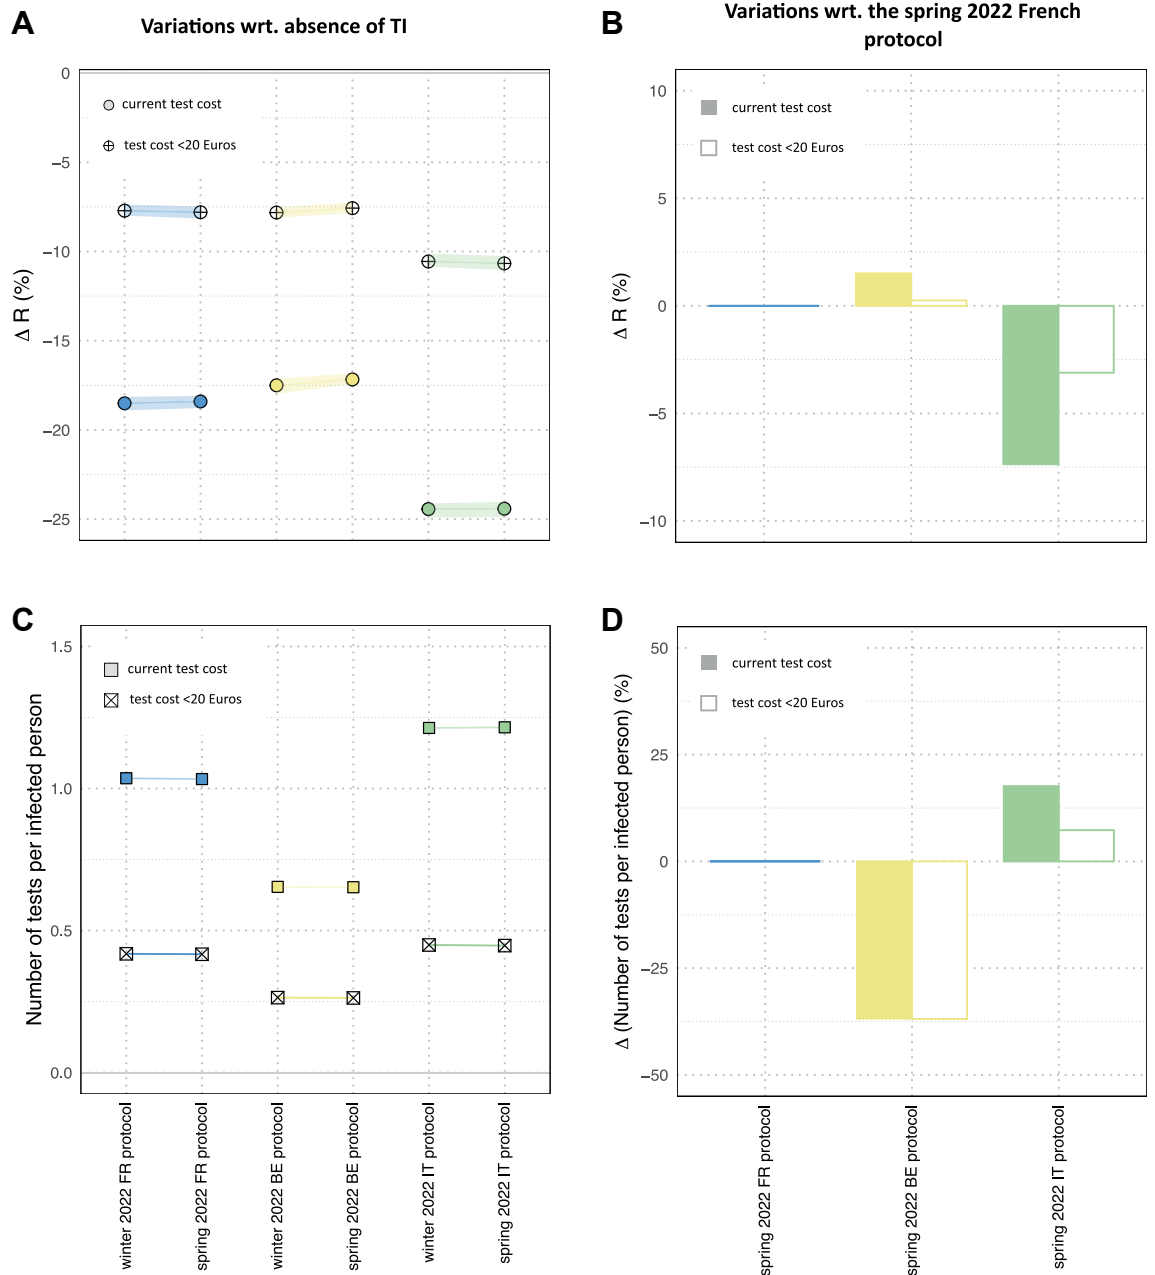 A
Variations wrt. absence of TI
0
−5
−10
−15
−20
−25
Δ R (%)
current test cost
test cost <20 Euros
B
Variations wrt. the spring 2022 French
protocol
10
5
0
−5
−10
Δ R (%)
current test cost
test cost <20 Euros
C
1.5
1.0
0.5
0.0
Number of tests per infected person
current test cost
test cost <20 Euros
winter 2022 FR protocol
spring 2022 FR protocol
winter 2022 BE protocol
spring 2022 BE protocol
winter 2022 IT protocol
spring 2022 IT protocol
D
50
25
0
−25
−50
Δ (Number of tests per infected person) (%)
current test cost
test cost <20 Euros
spring 2022 FR protocol
spring 2022 BE protocol
spring 2022 IT protocol